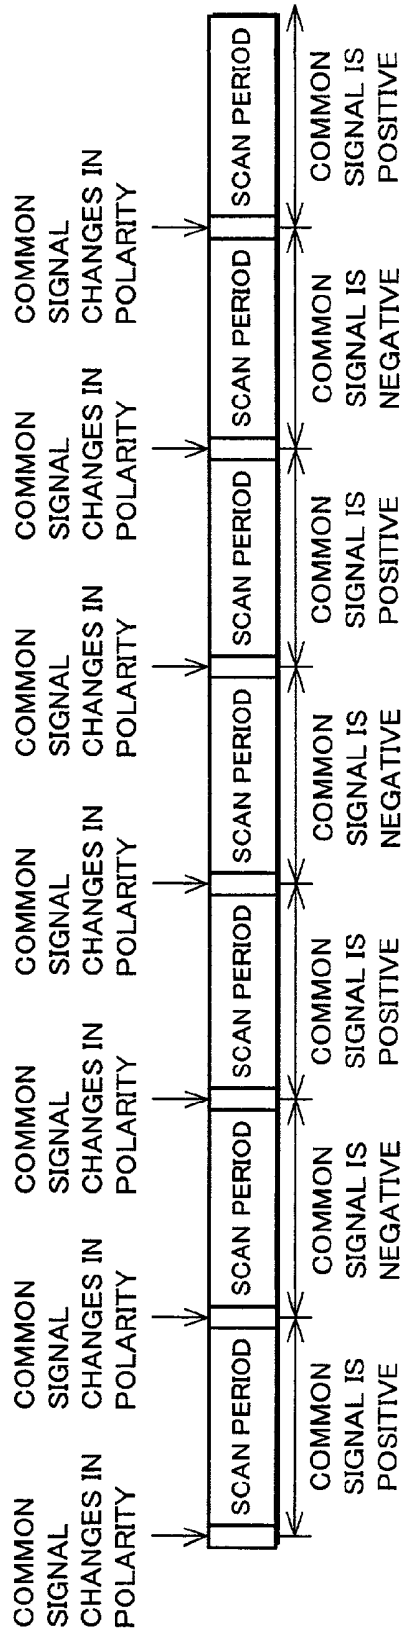 COMMON
SIGNAL
CHANGES IN
POLARITY
COMMON
SIGNAL
CHANGES IN
POLARITY
COMMON
SIGNAL
CHANGES IN
POLARITY
COMMON
SIGNAL
CHANGES IN
POLARITY
COMMON
SIGNAL
CHANGES IN
POLARITY
COMMON
SIGNAL
CHANGES IN
POLARITY
COMMON
SIGNAL
CHANGES IN
POLARITY
SCAN PERIOD
SCAN PERIOD
SCAN PERIOD
SCAN PERIOD
SCAN PERIOD
SCAN PERIOD
SCAN PERIOD
COMMON
SIGNAL IS
POSITIVE
COMMON
SIGNAL IS
NEGATIVE
COMMON
SIGNAL IS
POSITIVE
COMMON
SIGNAL IS
NEGATIVE
COMMON
SIGNAL IS
POSITIVE
COMMON
SIGNAL IS
NEGATIVE
COMMON
SIGNAL IS
POSITIVE